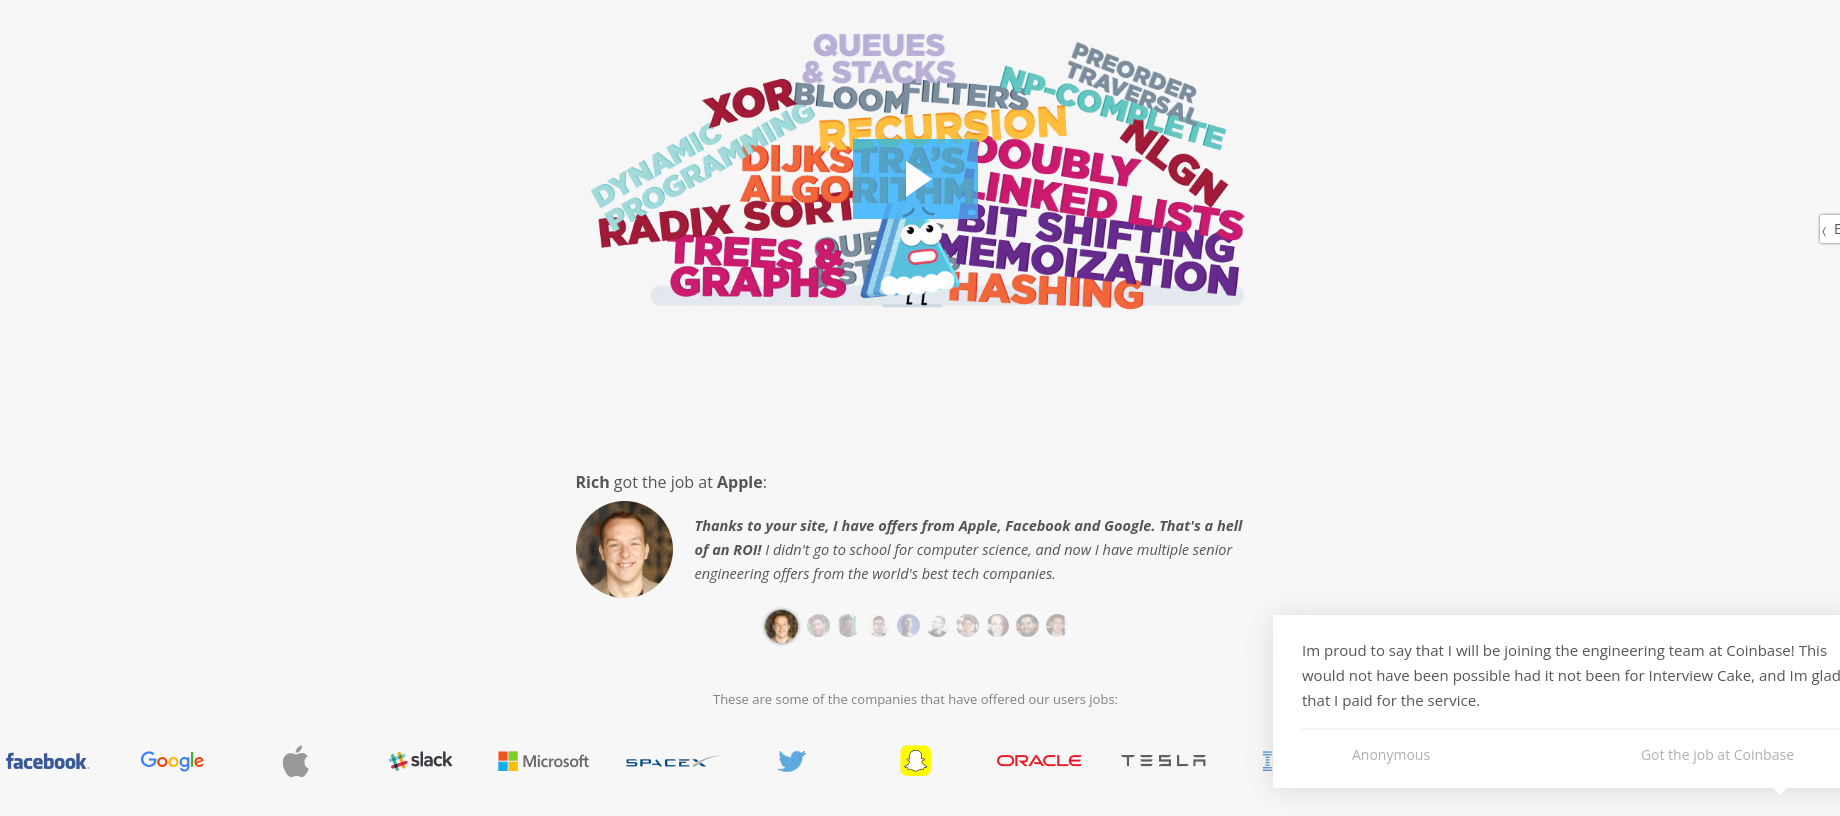 QUEUES
& STACKS
PREORDER
TRAVERSAL
XOR
BLOOM FILTERS
NP-COMPLETE
DYNAMIC
PROGRAMMING
RECURSION
NLGN
DIJKSTRA'S
ALGORITHM
DOUBLY
LINKED LISTS
RADIX SORT
BIT SHIFTING
TREES &
GRAPHS
MEMOIZATION
HASHING
Rich got the job at Apple:
Thanks to your site, I have offers from Apple, Facebook and Google. That's a hell
of an ROI! I didn't go to school for computer science, and now I have multiple senior
engineering offers from the world's best tech companies.
Im proud to say that I will be joining the engineering team at Coinbase! This
would not have been possible had it not been for Interview Cake, and Im glad
that I paid for the service.
Anonymous
Got the job at Coinbase
These are some of the companies that have offered our users jobs:
facebook.
Google
slack
Microsoft
SPACEX
ORACLE
TESLA